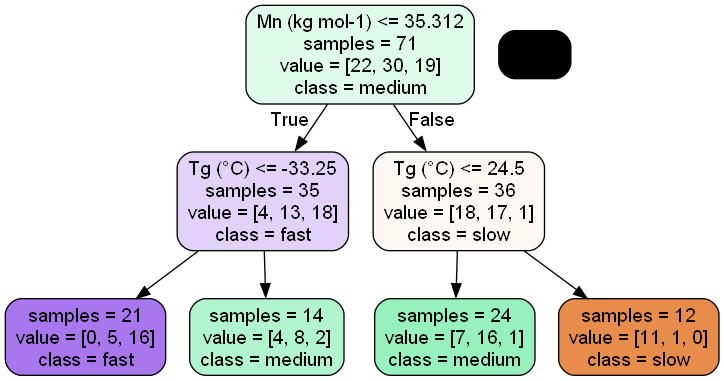 Mn (kg mol-1) <= 35.312
samples = 71
value = [22, 30, 19]
class = medium
True
False
Tg (°C) <= -33.25
samples = 35
value = [4, 13, 18]
class = fast
Tg (°C) <= 24.5
samples = 36
value = [18, 17, 1]
class = slow
samples = 21
value = [0, 5, 16]
class = fast
samples = 14
value = [4, 8, 2]
class = medium
samples = 24
value = [7, 16, 1]
class = medium
samples = 12
value = [11, 1, 0]
class = slow